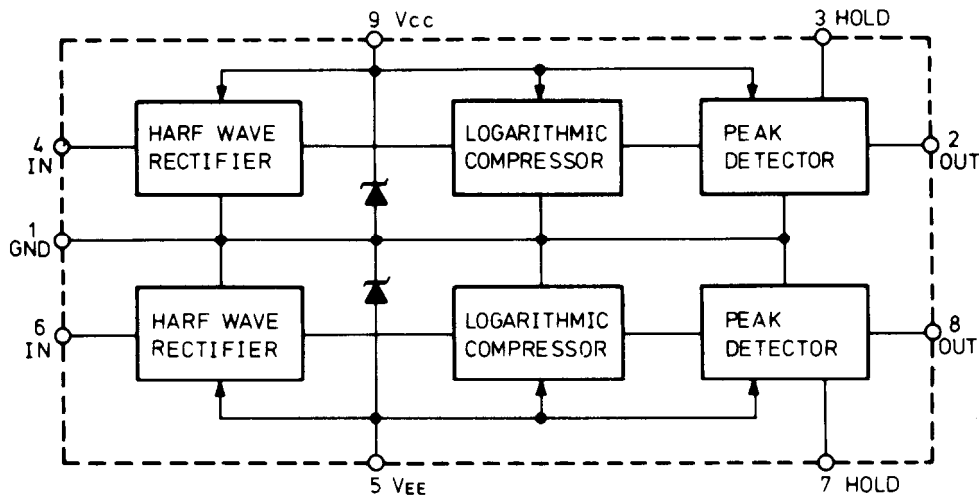 9 VCC
3 HOLD
HARF WAVE
RECTIFIER
LOGARITHMIC
COMPRESSOR
PEAK
DETECTOR
4
IN
2
OUT
1
GND
HARF WAVE
RECTIFIER
LOGARITHMIC
COMPRESSOR
PEAK
DETECTOR
6
IN
8
OUT
5 VEE
7 HOLD